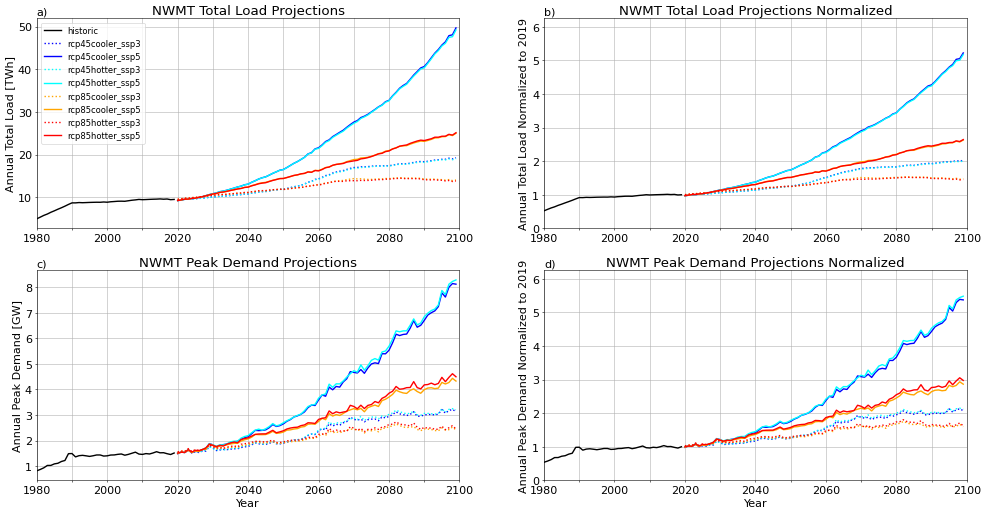 a)
NWMT Total Load Projections
Annual Total Load [TWh]
50
40
30
20
10
historic
rcp45cooler_ssp3
rcp45cooler_ssp5
rcp45hotter_ssp3
rcp45hotter_ssp5
rcp85cooler_ssp3
rcp85cooler_ssp5
rcp85hotter_ssp3
rcp85hotter_ssp5
1980 2000 2020 2040 2060 2080 2100
b)
NWMT Total Load Projections Normalized
Annual Total Load Normalized to 2019
6
5
4
3
2
1
0
1980 2000 2020 2040 2060 2080 2100
c)
NWMT Peak Demand Projections
Annual Peak Demand [GW]
8
7
6
5
4
3
2
1
1980 2000 2020 2040 2060 2080 2100
Year
d)
NWMT Peak Demand Projections Normalized
Annual Peak Demand Normalized to 2019
6
5
4
3
2
1
0
1980 2000 2020 2040 2060 2080 2100
Year